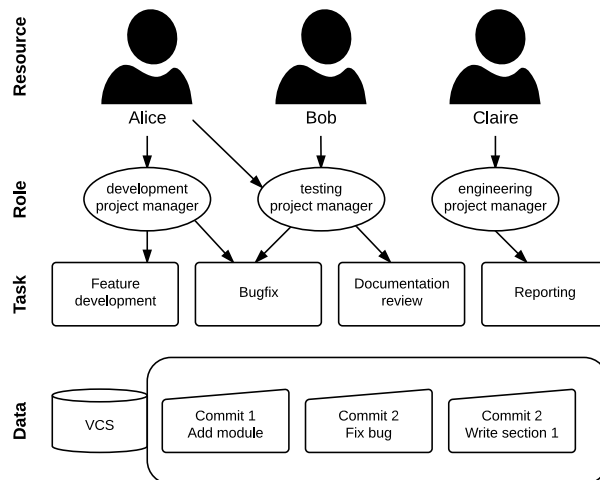 Resource
Alice
Bob
Claire
Role
development
project manager
testing
project manager
engineering
project manager
Task
Feature
development
Bugfix
Documentation
review
Reporting
Data
VCS
Commit 1
Add module
Commit 2
Fix bug
Commit 2
Write section 1